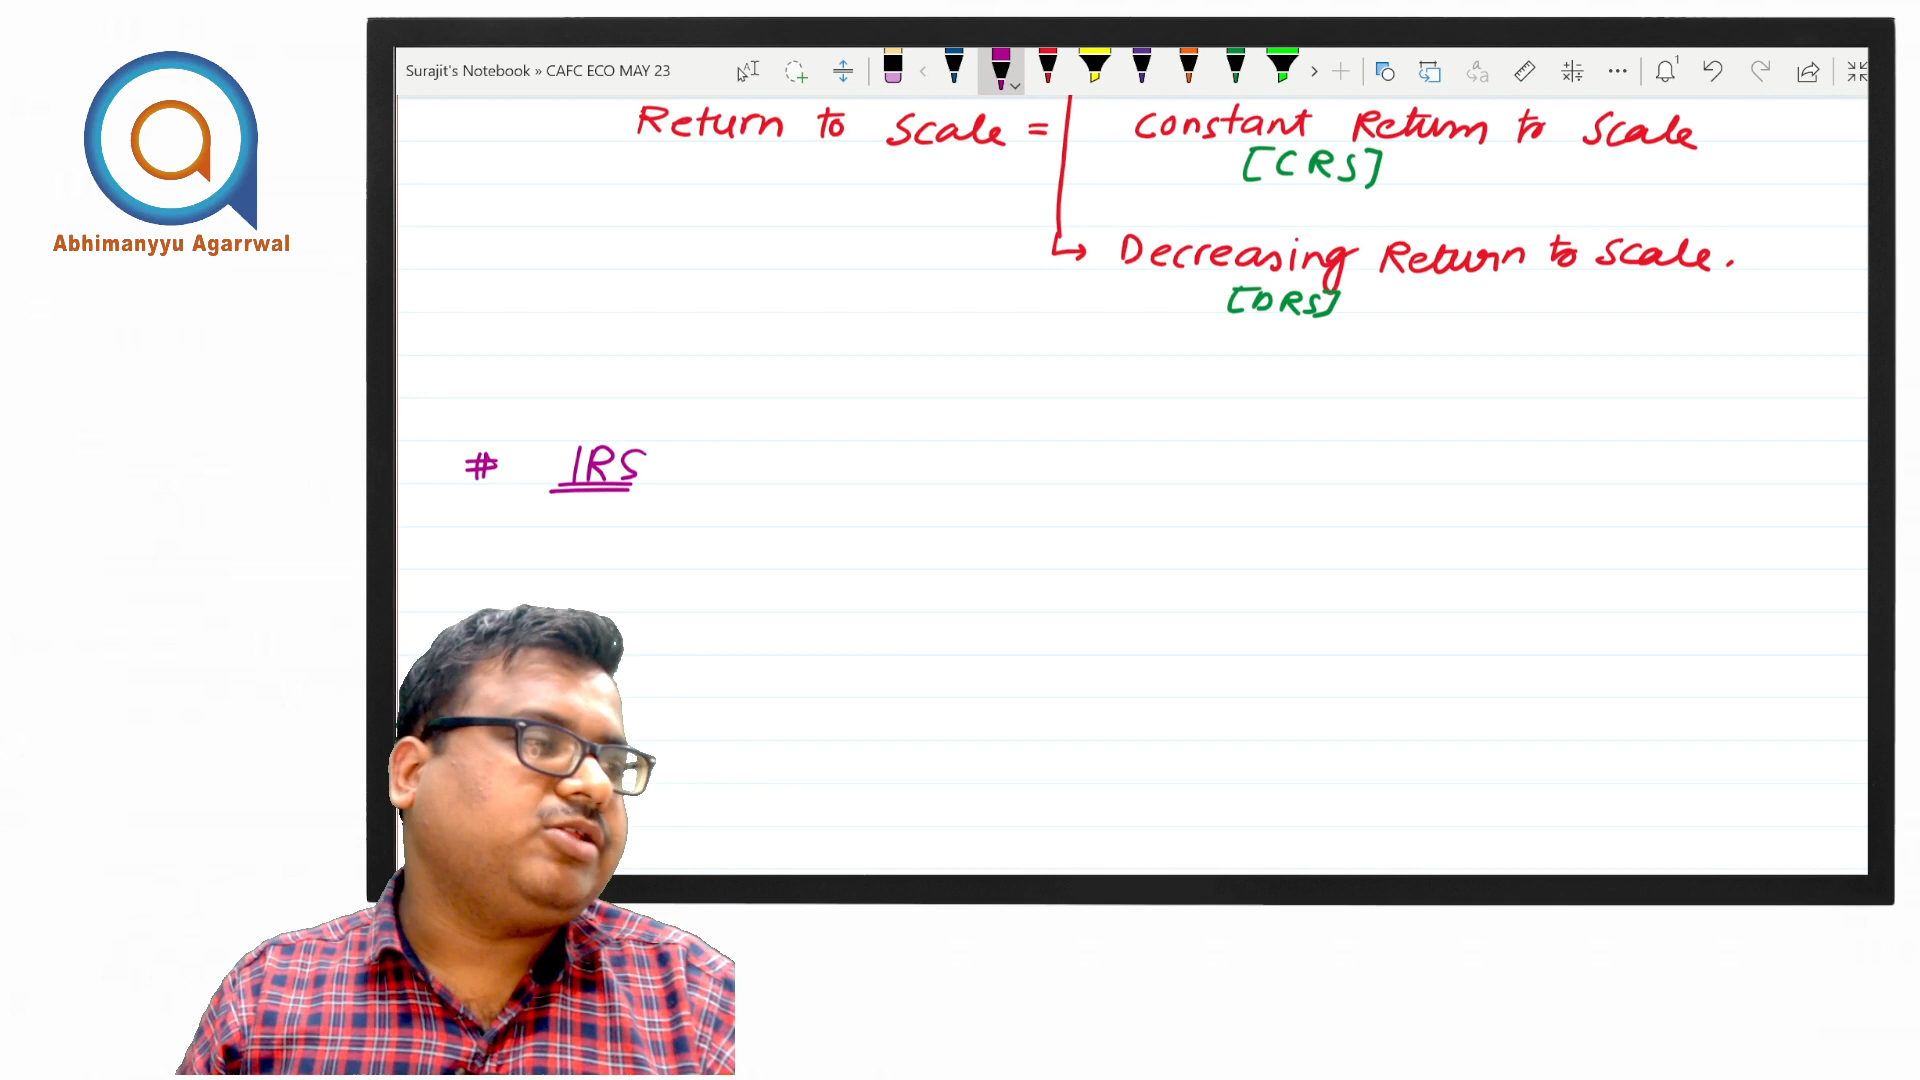 Surajit's Notebook » CAFC ECO MAY 23
Abhimanyyu Agarrwal
Return to Scale = Constant Return to Scale
[CRS]
Decreasing Return to Scale.
[DRS]
# IRS